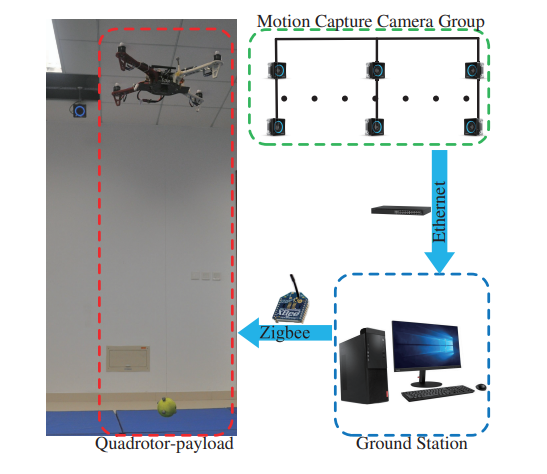 Motion Capture Camera Group
Ethernet
Zigbee
Quadrotor-payload
Ground Station